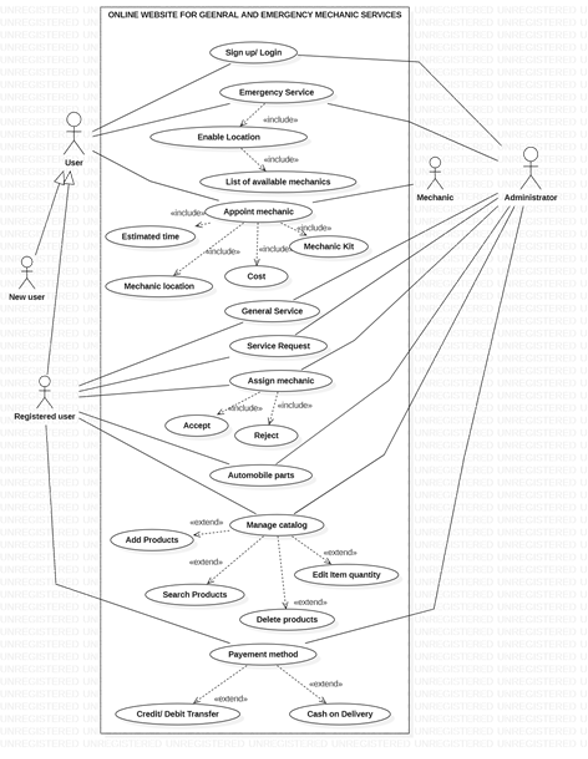 ONLINE WEBSITE FOR GEENRAL AND EMERGENCY MECHANIC SERVICES
Sign up/ Login
Emergency Service
«include»
Enable Location
User
«include»
List of available mechanics
Mechanic
Administrator
Appoint mechanic
«include»
«include»
Estimated time
Mechanic Kit
«include»
«include»
Mechanic location
Cost
New user
General Service
Service Request
Assign mechanic
Registered user
«include»
«include»
Accept
Reject
Automobile parts
Manage catalog
«extend»
Add Products
«extend»
«extend»
Edit Item quantity
Search Products
«extend»
Delete products
Payement method
«extend»
«extend»
Credit/ Debit Transfer
Cash on Delivery
UNREGISTERED UNREGISTERED UNREGISTERED UNREGISTERED UNREGISTERED UNREGISTERED